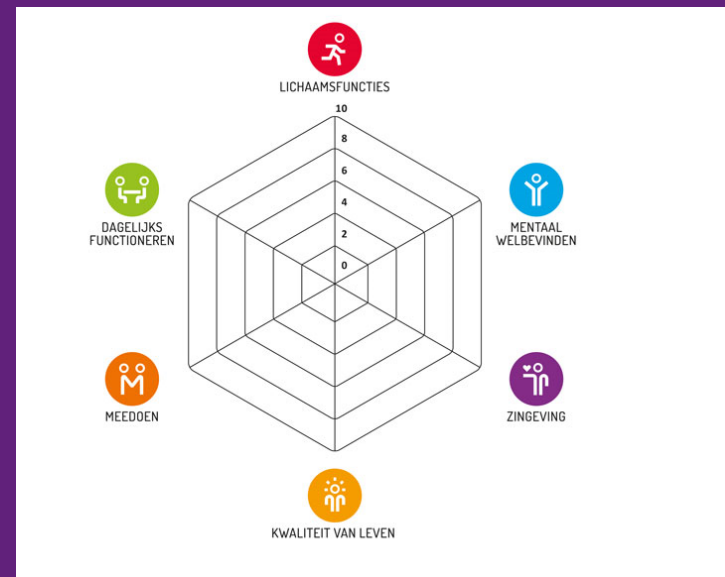 LICHAAMSFUNCTIES
10
8
6
4
2
0
DAGELIJKS
FUNCTIONEREN
MENTAAL
WELBEVINDEN
MEEDOEN
ZINGEVING
KWALITEIT VAN LEVEN